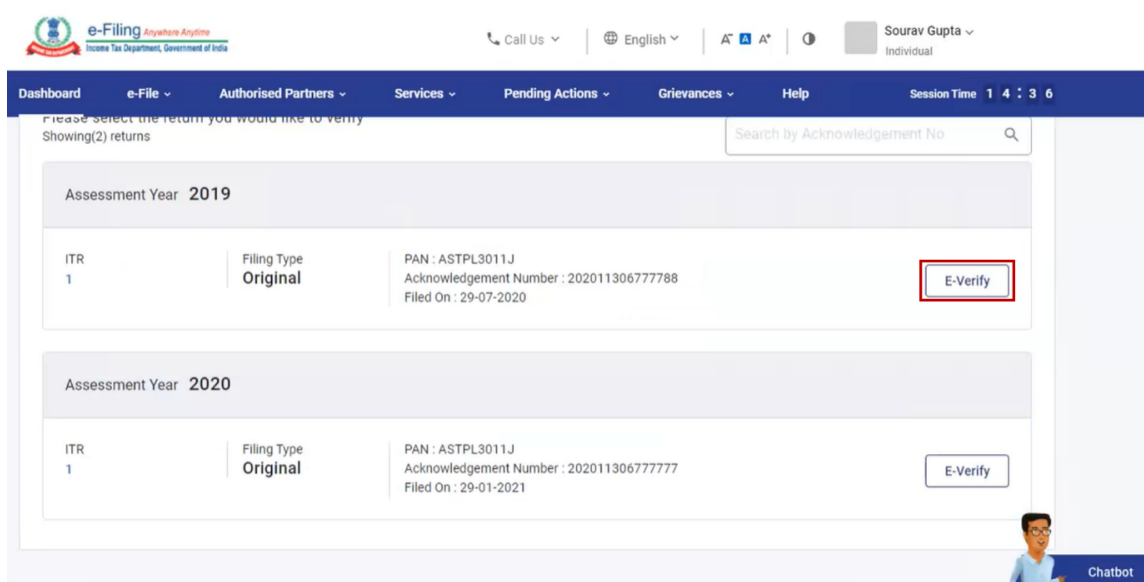 e-Filing Anywhere Anytime
Income Tax Department, Government of India
Call Us
English
A- A A+
Sourav Gupta
Individual
Dashboard e-File Authorised Partners Services Pending Actions Grievances Help Session Time 1 4 : 3 6
Please select the return you would like to verify
Showing(2) returns
Search by Acknowledgement No
Assessment Year 2019
ITR
1
Filing Type
Original
PAN : ASTPL3011J
Acknowledgement Number : 202011306777788
Filed On : 29-07-2020
E-Verify
Assessment Year 2020
ITR
1
Filing Type
Original
PAN : ASTPL3011J
Acknowledgement Number : 202011306777777
Filed On : 29-01-2021
E-Verify
Chatbot